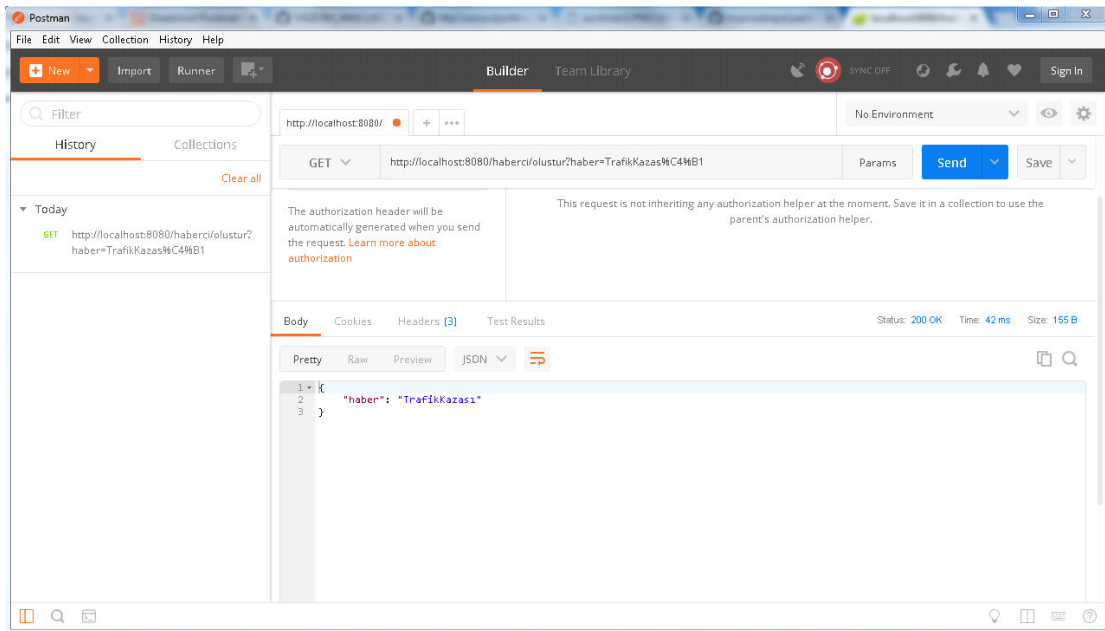 Postman
File Edit View Collection History Help
New Import Runner Builder Team Library SYNC OFF Sign In
Filter
History Collections
Clear all
Today
GET http://localhost:8080/haberci/olustur?
haber=TrafikKazas%C4%B1
http://localhost:8080/ No Environment
GET http://localhost:8080/haberci/olustur?haber=TrafikKazas%C4%B1 Params Send Save
The authorization header will be
automatically generated when you send
the request. Learn more about
authorization
This request is not inheriting any authorization helper at the moment. Save it in a collection to use the
parent's authorization helper.
Body Cookies Headers [3] Test Results Status: 200 OK Time: 42 ms Size: 155 B
Pretty Raw Preview JSON
1 {
2 "haber": "TrafikKazası"
3 }